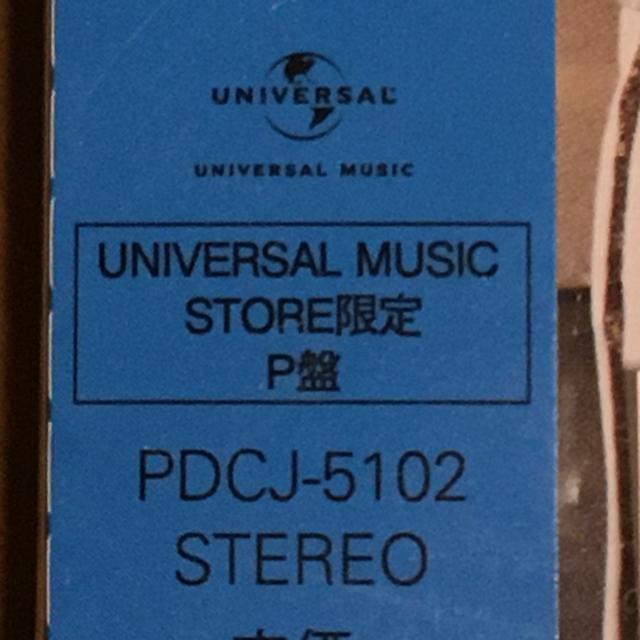 UNIVERSAL
UNIVERSAL MUSIC
UNIVERSAL MUSIC
STORE限定
P盤
PDCJ-5102
STEREO